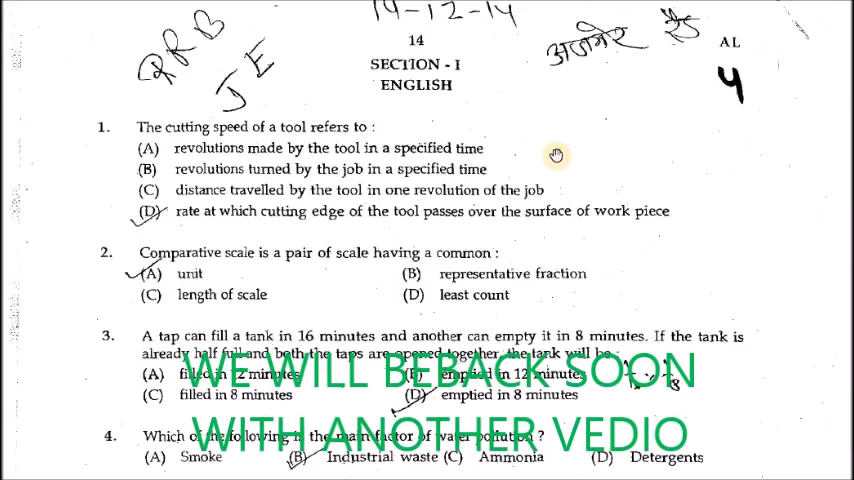 14-12-14
RRB
JE
अजमेर
14
AL
4
SECTION - I
ENGLISH
1. The cutting speed of a tool refers to :
(A) revolutions made by the tool in a specified time
(B) revolutions turned by the job in a specified time
(C) distance travelled by the tool in one revolution of the job
(D) rate at which cutting edge of the tool passes over the surface of work piece
2. Comparative scale is a pair of scale having a common :
(A) unit (B) representative fraction
(C) length of scale (D) least count
3. A tap can fill a tank in 16 minutes and another can empty it in 8 minutes. If the tank is
already half full and both the taps are opened together, the tank will be :
(A) filled in 12 minutes (B) emptied in 12 minutes
(C) filled in 8 minutes (D) emptied in 8 minutes
WE WILL BEBACK SOON
WITH ANOTHER VEDIO
4. Which of the following is the main factor of water pollution ?
(A) Smoke (B) Industrial waste (C) Ammonia (D) Detergents